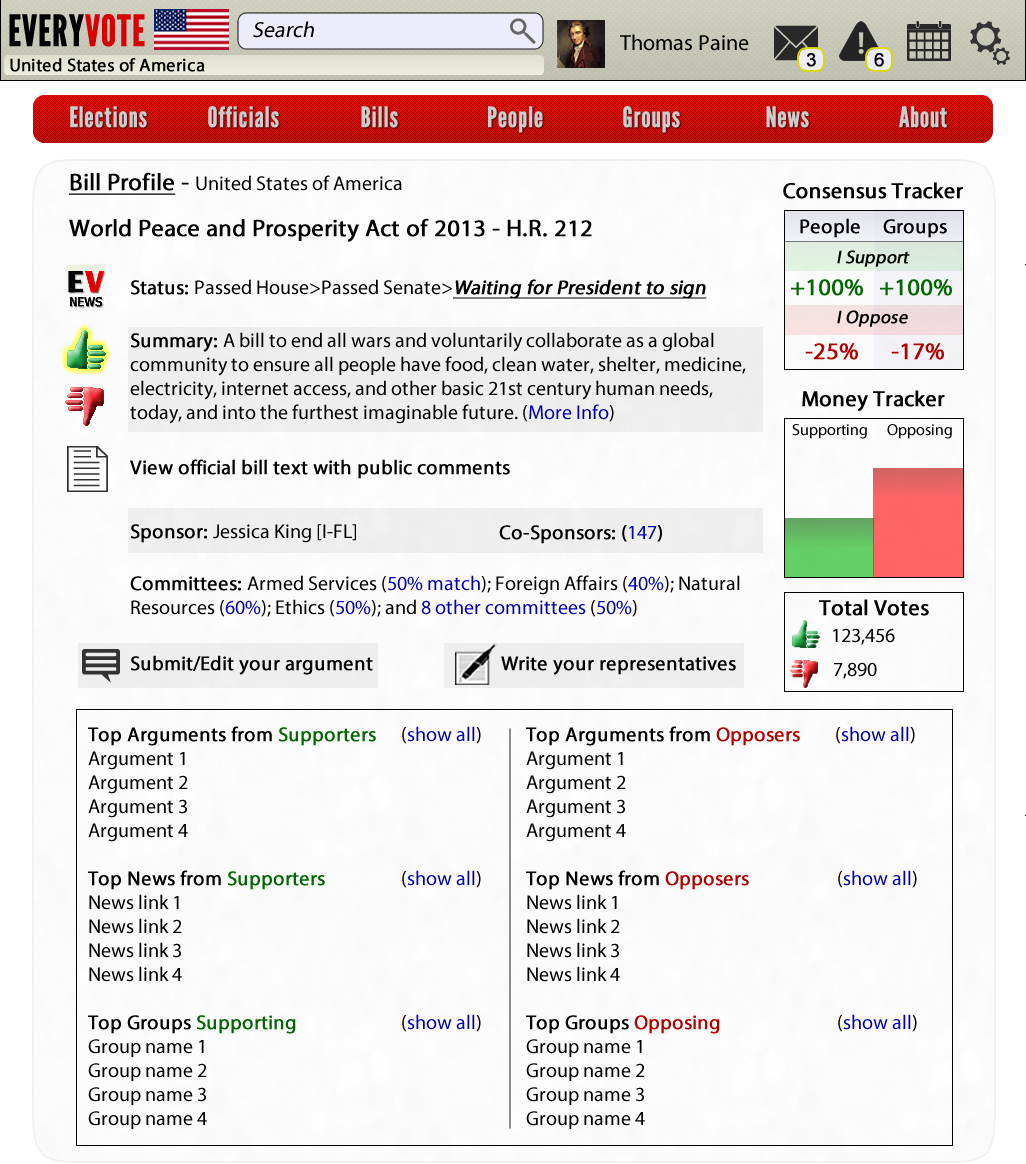 EVERYVOTE
Search
Thomas Paine
3
6
United States of America
Elections Officials Bills People Groups News About
Bill Profile - United States of America
World Peace and Prosperity Act of 2013 - H.R. 212
EV
NEWS
Status: Passed House>Passed Senate>Waiting for President to sign
Summary: A bill to end all wars and voluntarily collaborate as a global
community to ensure all people have food, clean water, shelter, medicine,
electricity, internet access, and other basic 21st century human needs,
today, and into the furthest imaginable future. (More Info)
View official bill text with public comments
Sponsor: Jessica King [I-FL] Co-Sponsors: (147)
Committees: Armed Services (50% match); Foreign Affairs (40%); Natural
Resources (60%); Ethics (50%); and 8 other committees (50%)
Submit/Edit your argument
Write your representatives
Consensus Tracker
People Groups
I Support
+100% +100%
I Oppose
-25% -17%
Money Tracker
Supporting Opposing
Total Votes
123,456
7,890
Top Arguments from Supporters (show all)
Argument 1
Argument 2
Argument 3
Argument 4
Top News from Supporters (show all)
News link 1
News link 2
News link 3
News link 4
Top Groups Supporting (show all)
Group name 1
Group name 2
Group name 3
Group name 4
Top Arguments from Opposers (show all)
Argument 1
Argument 2
Argument 3
Argument 4
Top News from Opposers (show all)
News link 1
News link 2
News link 3
News link 4
Top Groups Opposing (show all)
Group name 1
Group name 2
Group name 3
Group name 4